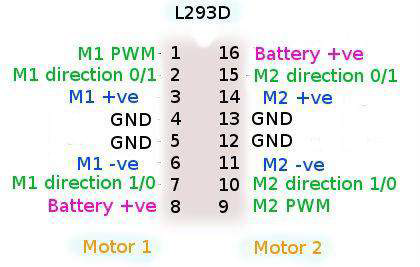 L293D
M1 PWM 1 16 Battery +ve
M1 direction 0/1 2 15 M2 direction 0/1
M1 +ve 3 14 M2 +ve
GND 4 13 GND
GND 5 12 GND
M1 -ve 6 11 M2 -ve
M1 direction 1/0 7 10 M2 direction 1/0
Battery +ve 8 9 M2 PWM
Motor 1 Motor 2